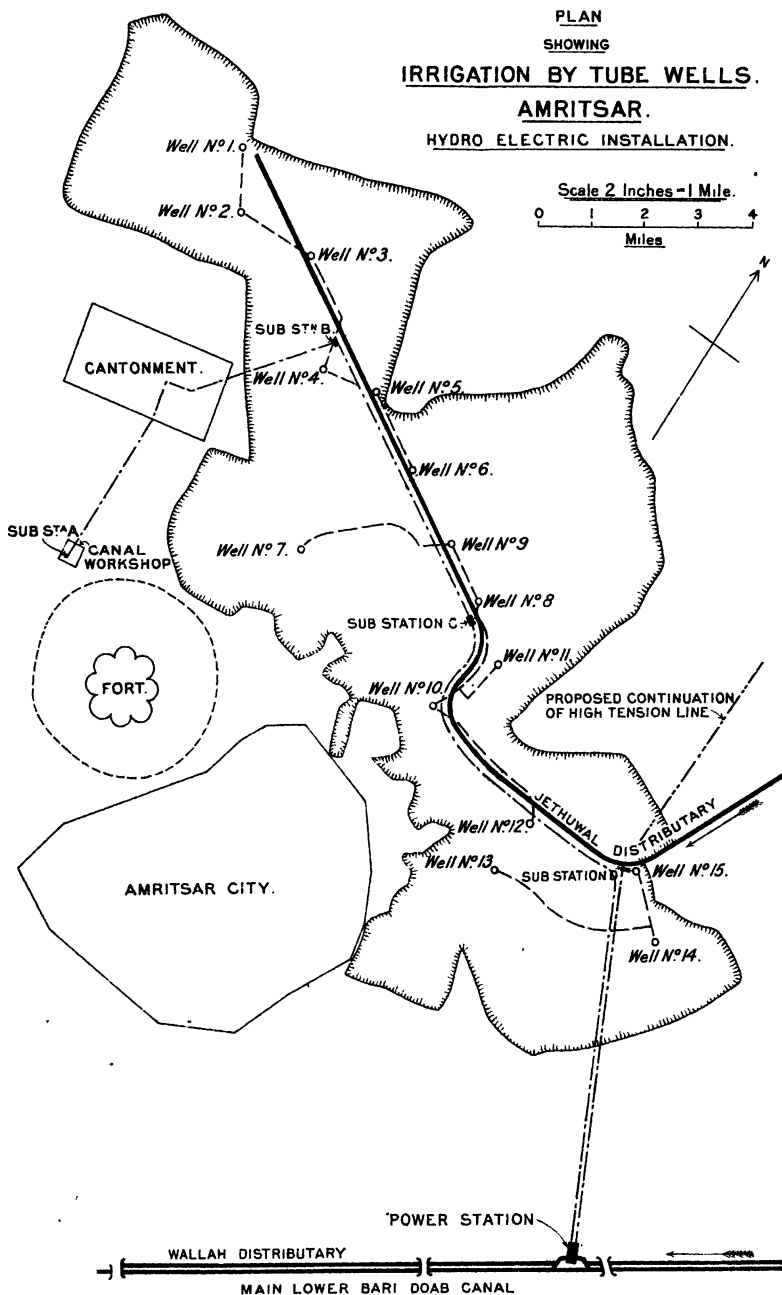 PLAN
SHOWING
IRRIGATION BY TUBE WELLS.
AMRITSAR.
HYDRO ELECTRIC INSTALLATION.
Scale 2 Inches = 1 Mile.
0 1 2 3 4
Miles
N
Well No. 1.
Well No. 2.
Well No. 3.
SUB STN B.
CANTONMENT.
Well No. 4.
Well No. 5.
Well No. 6.
SUB STN A.
CANAL
WORKSHOP
Well No. 7.
Well No. 9
Well No. 8
SUB STATION C.
Well No. 11.
FORT.
Well No. 10.
PROPOSED CONTINUATION
OF HIGH TENSION LINE
JETHUWAL DISTRIBUTARY
Well No. 12.
Well No. 13.
SUB STATION D
Well No. 15.
AMRITSAR CITY.
Well No. 14.
POWER STATION
WALLAH DISTRIBUTARY
MAIN LOWER BARI DOAB CANAL